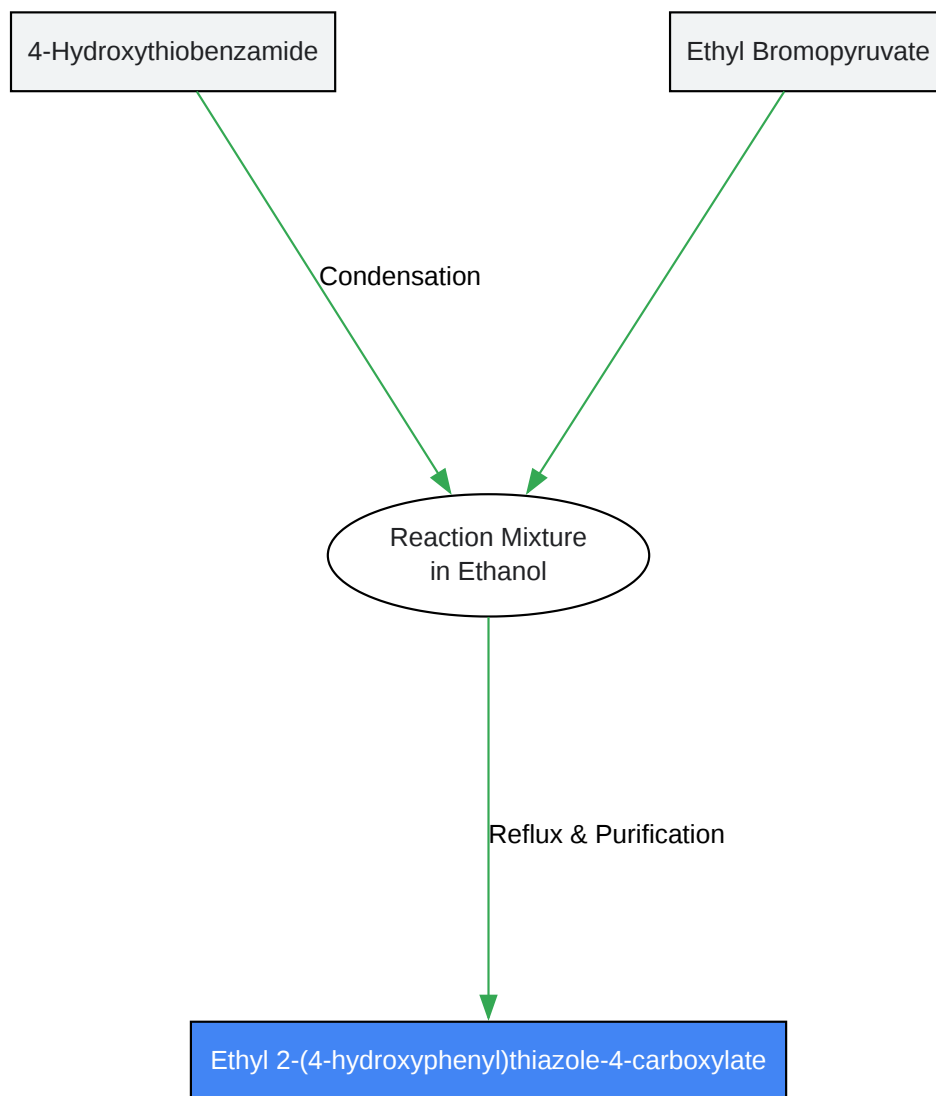 4-Hydroxythiobenzamide
Ethyl Bromopyruvate
Condensation
Reaction Mixture
in Ethanol
Reflux & Purification
Ethyl 2-(4-hydroxyphenyl)thiazole-4-carboxylate